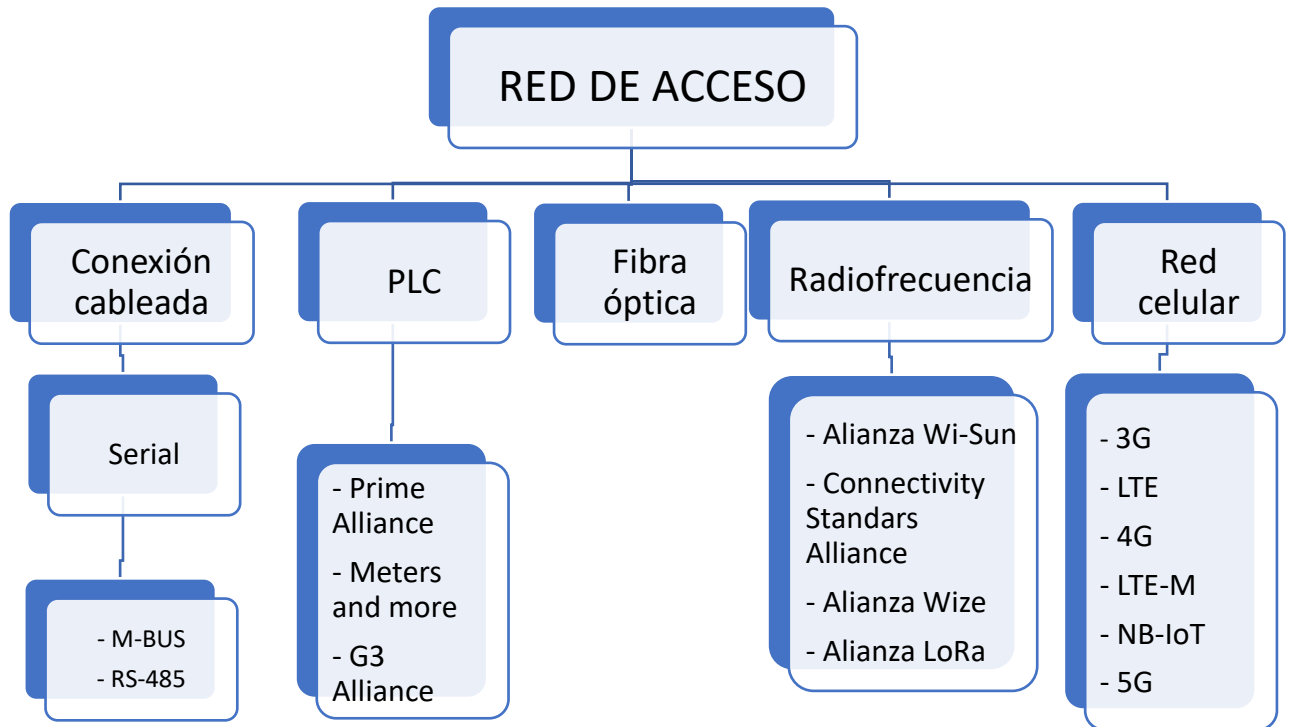 RED DE ACCESO
Conexión
cableada
PLC
Fibra
óptica
Radiofrecuencia
Red
celular
Serial
- M-BUS
- RS-485
- Prime
Alliance
- Meters
and more
- G3
Alliance
- Alianza Wi-Sun
- Connectivity
Standars
Alliance
- Alianza Wize
- Alianza LoRa
- 3G
- LTE
- 4G
- LTE-M
- NB-IoT
- 5G